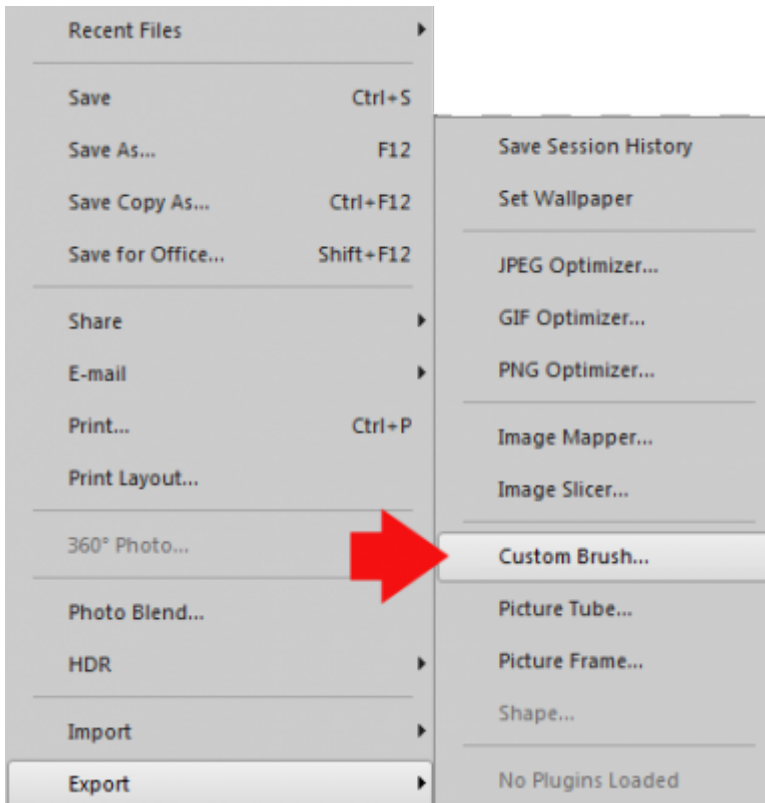 Recent Files
Save Ctrl+S
Save As... F12
Save Copy As... Ctrl+F12
Save for Office... Shift+F12
Share
E-mail
Print... Ctrl+P
Print Layout...
360° Photo...
Photo Blend...
HDR
Import
Export
Save Session History
Set Wallpaper
JPEG Optimizer...
GIF Optimizer...
PNG Optimizer...
Image Mapper...
Image Slicer...
Custom Brush...
Picture Tube...
Picture Frame...
Shape...
No Plugins Loaded